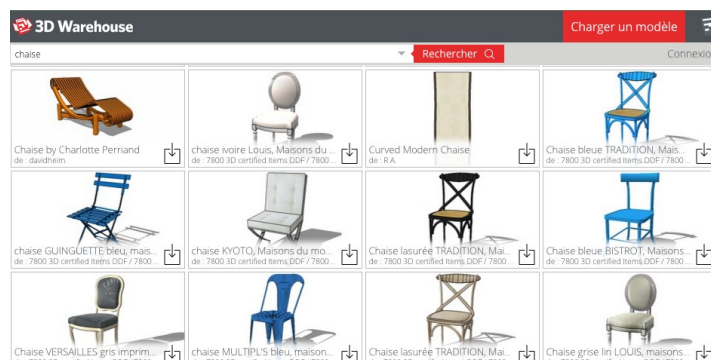 3D Warehouse
Charger un modèle
chaise
Rechercher
Connexio
Chaise by Charlotte Perriand
de : davidheim
chaise ivoire Louis, Maisons du ...
de : 7800 3D certified Items DDF / 7800 ...
Curved Modern Chaise
de : R A.
Chaise bleue TRADITION, Mais...
de : 7800 3D certified Items DDF / 7800 ...
chaise GUINGUETTE bleu, mais...
de : 7800 3D certified Items DDF / 7800 ...
chaise KYOTO, Maisons du mo...
de : 7800 3D certified Items DDF / 7800 ...
Chaise lasurée TRADITION, Mai...
de : 7800 3D certified Items DDF / 7800 ...
Chaise bleue BISTROT, Maisons...
de : 7800 3D certified Items DDF / 7800 ...
Chaise VERSAILLES gris imprim...
chaise MULTIPL'S bleu, maison...
Chaise lasurée TRADITION, Mai...
Chaise grise lin LOUIS, maisons...